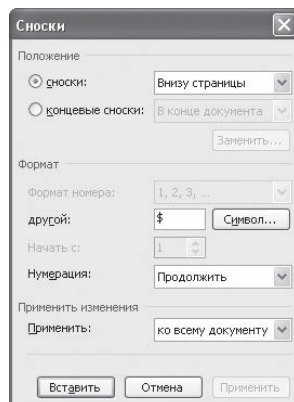 Сноски
Положение
сноски: Внизу страницы
концевые сноски: В конце документа
Заменить...
Формат
Формат номера: 1, 2, 3, ...
другой: $ Символ...
Начать с: 1
Нумерация: Продолжить
Применить изменения
Применить: ко всему документу
Вставить Отмена Применить